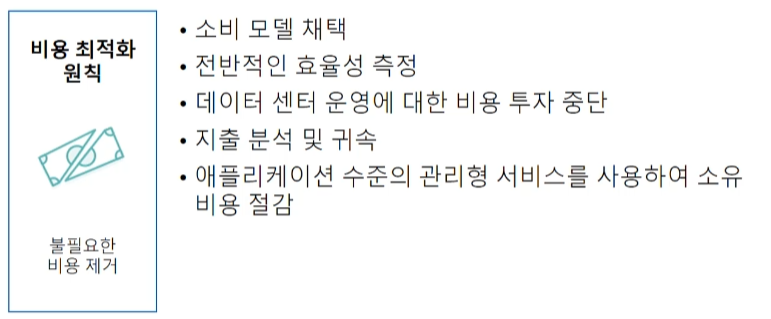 비용 최적화
원칙
불필요한
비용 제거
• 소비 모델 채택
• 전반적인 효율성 측정
• 데이터 센터 운영에 대한 비용 투자 중단
• 지출 분석 및 귀속
• 애플리케이션 수준의 관리형 서비스를 사용하여 소유
비용 절감